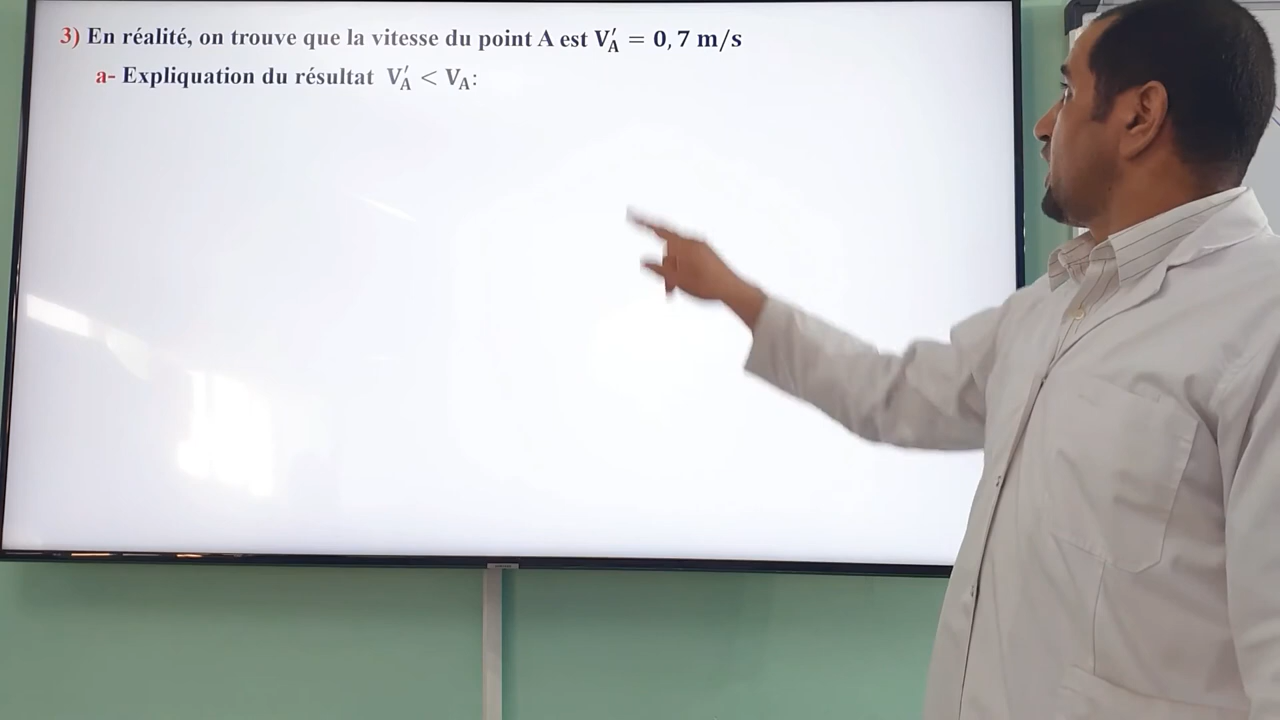 3) En réalité, on trouve que la vitesse du point A est V′A = 0, 7 m/s
a- Expliquation du résultat V′A < VA: